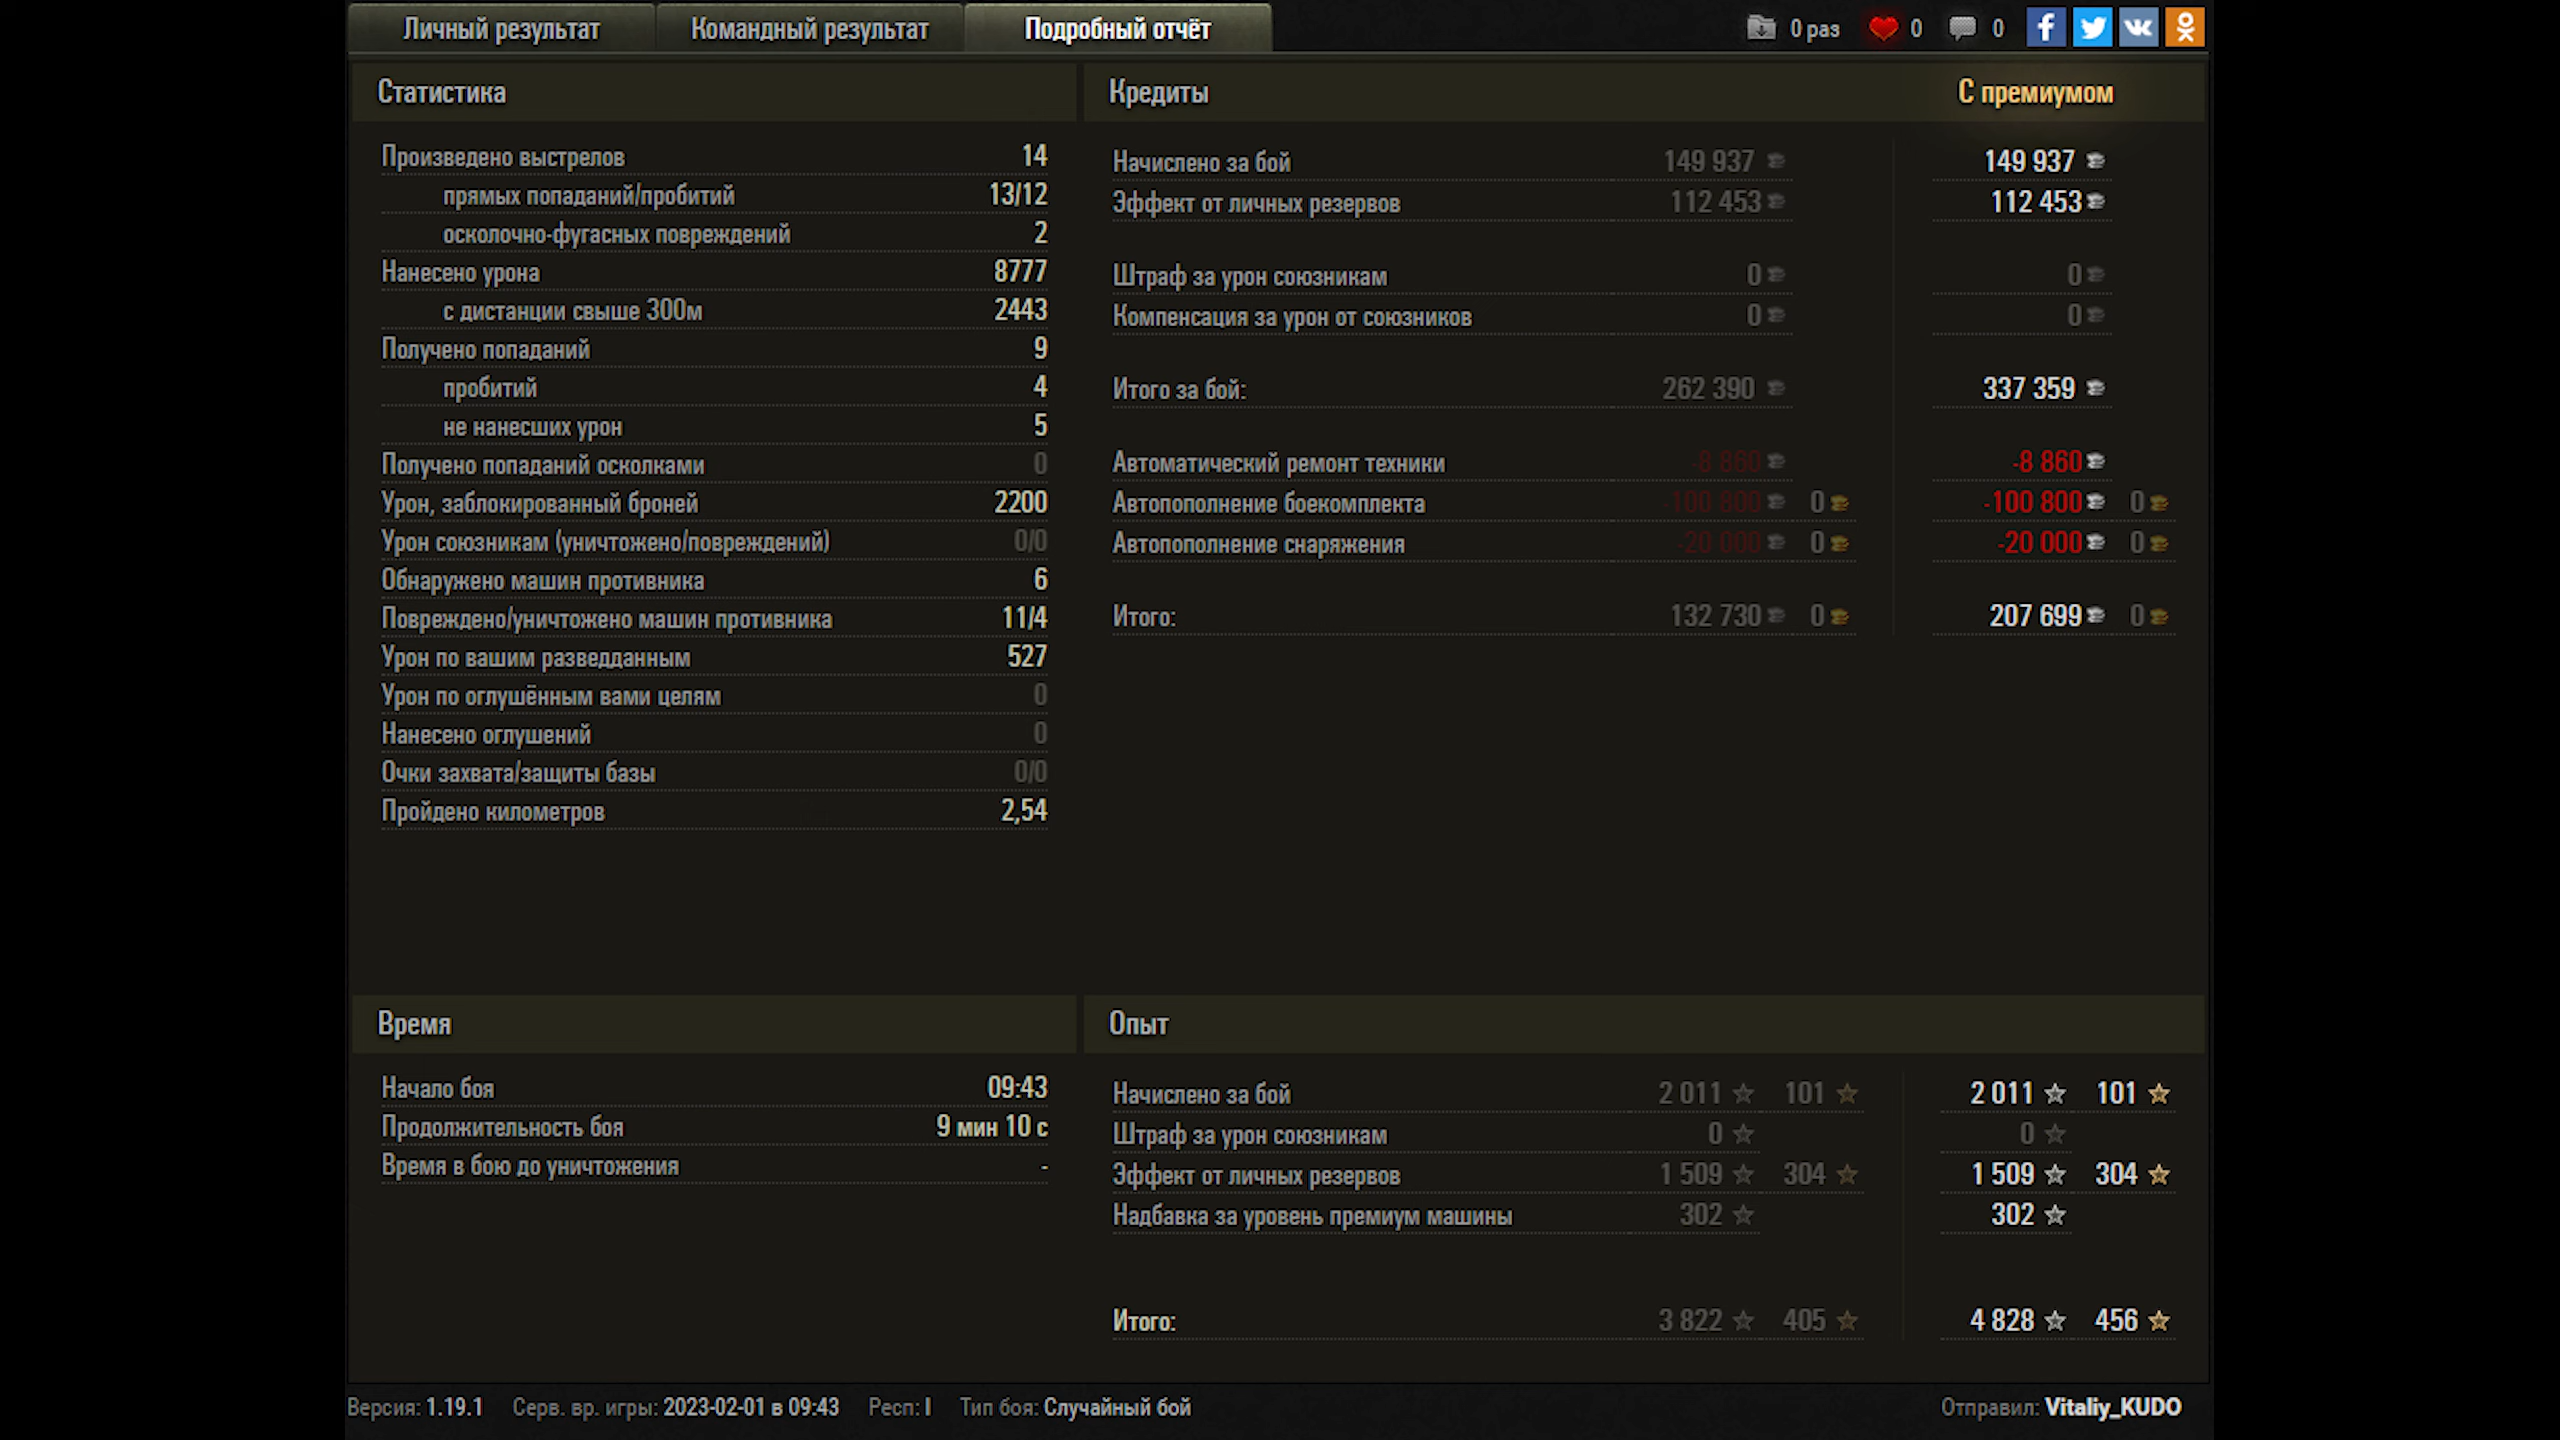 Личный результат Командный результат Подробный отчёт 0 раз 0 0
Статистика
Произведено выстрелов 14
прямых попаданий/пробитий 13/12
осколочно-фугасных повреждений 2
Нанесено урона 8777
с дистанции свыше 300м 2443
Получено попаданий 9
пробитий 4
не нанесших урон 5
Получено попаданий осколками 0
Урон, заблокированный броней 2200
Урон союзникам (уничтожено/повреждений) 0/0
Обнаружено машин противника 6
Повреждено/уничтожено машин противника 11/4
Урон по вашим разведданным 527
Урон по оглушённым вами целям 0
Нанесено оглушений 0
Очки захвата/защиты базы 0/0
Пройдено километров 2,54
Кредиты С премиумом
Начислено за бой 149 937 149 937
Эффект от личных резервов 112 453 112 453
Штраф за урон союзникам 0 0
Компенсация за урон от союзников 0 0
Итого за бой: 262 390 337 359
Автоматический ремонт техники -8 860 -8 860
Автопополнение боекомплекта -100 800 0 -100 800 0
Автопополнение снаряжения -20 000 0 -20 000 0
Итого: 132 730 0 207 699 0
Время
Начало боя 09:43
Продолжительность боя 9 мин 10 с
Время в бою до уничтожения -
Опыт
Начислено за бой 2 011 101 2 011 101
Штраф за урон союзникам 0 0
Эффект от личных резервов 1 509 304 1 509 304
Надбавка за уровень премиум машины 302 302
Итого: 3 822 405 4 828 456
Версия: 1.19.1 Серв. вр. игры: 2023-02-01 в 09:43 Респ: I Тип боя: Случайный бой Отправил: Vitaliy_KUDO